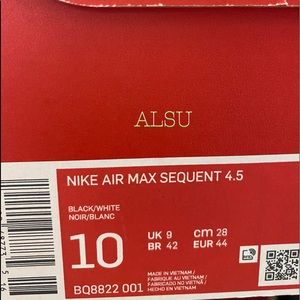 ALSU
NIKE AIR MAX SEQUENT 4.5
BLACK/WHITE
NOIR/BLANC
10
UK 9
cm 28
BR 42
EUR 44
BQ8822 001
MADE IN VIETNAM /
FABRIQUÉ AU VIETNAM /
FABRICADO NO VIETNÃ /
HECHO EN VIETNAM